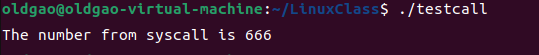 oldgao@oldgao-virtual-machine:~/LinuxClass$ ./testcall
The number from syscall is 666